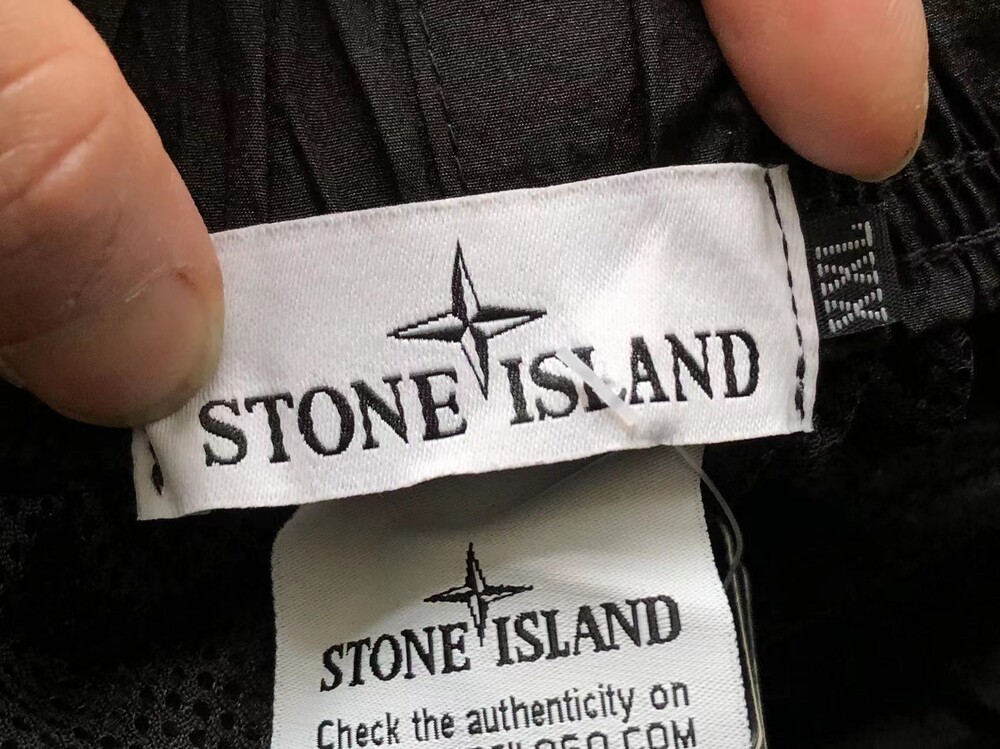 STONE ISLAND
XXL
STONE ISLAND
Check the authenticity on